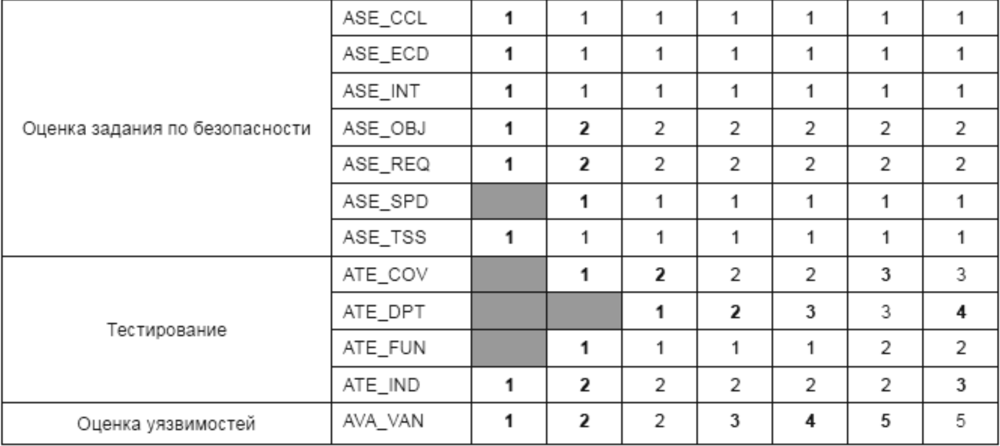 Оценка задания по безопасности
ASE_CCL 1 1 1 1 1 1 1
ASE_ECD 1 1 1 1 1 1 1
ASE_INT 1 1 1 1 1 1 1
ASE_OBJ 1 2 2 2 2 2 2
ASE_REQ 1 2 2 2 2 2 2
ASE_SPD 1 1 1 1 1 1
ASE_TSS 1 1 1 1 1 1 1
Тестирование
ATE_COV 1 2 2 2 3 3
ATE_DPT 1 2 3 3 4
ATE_FUN 1 1 1 1 2 2
ATE_IND 1 2 2 2 2 2 3
Оценка уязвимостей
AVA_VAN 1 2 2 3 4 5 5